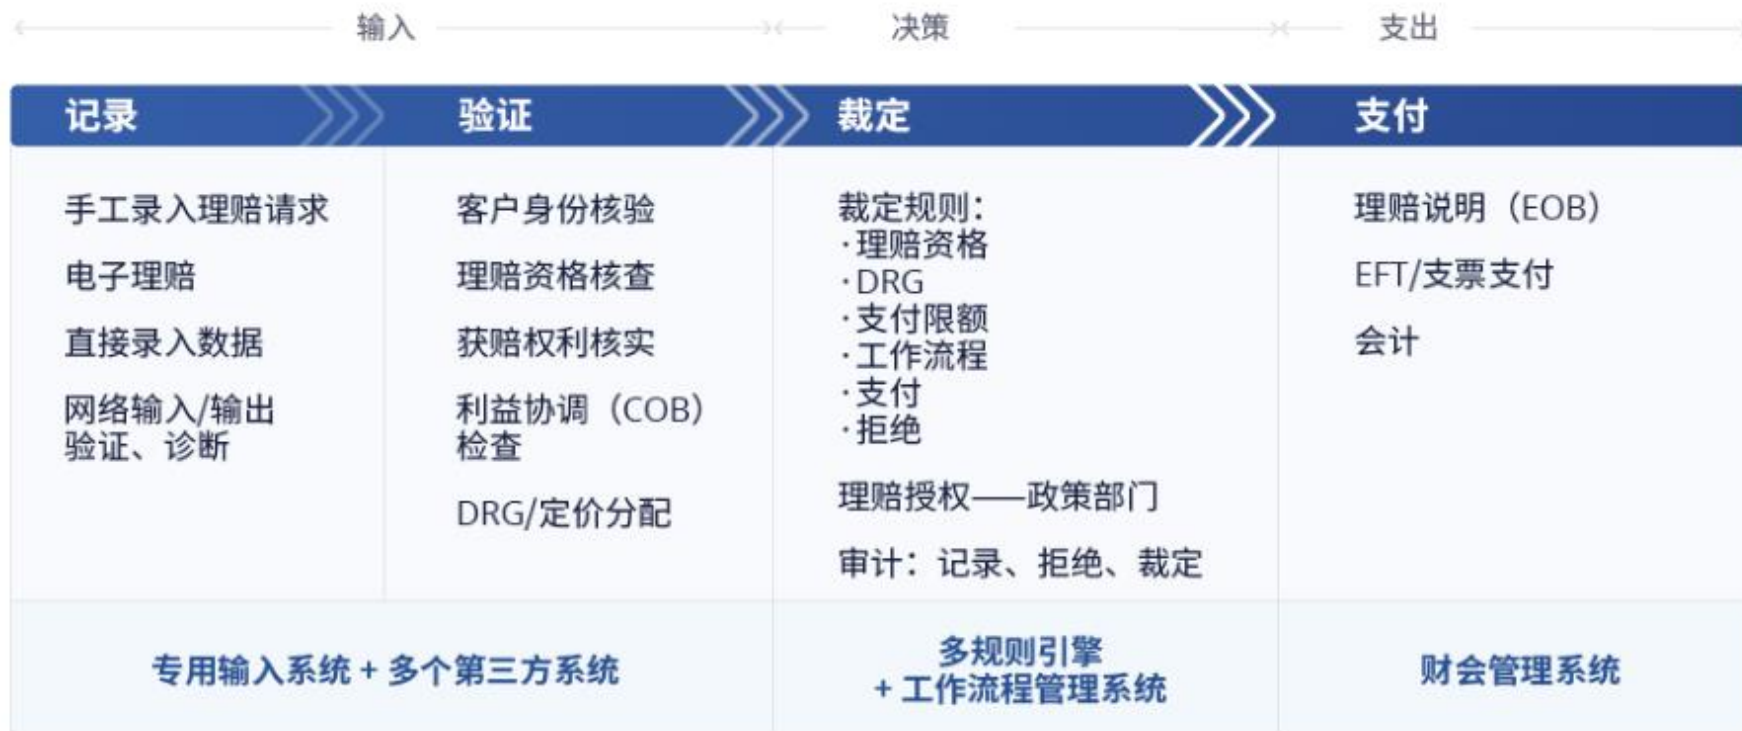 输入
决策
支出
记录
验证
裁定
支付
手工录入理赔请求
电子理赔
直接录入数据
网络输入/输出
验证、诊断
客户身份核验
理赔资格核查
获赔权利核实
利益协调（COB）
检查
DRG/定价分配
裁定规则：
·理赔资格
·DRG
·支付限额
·工作流程
·支付
·拒绝
理赔授权——政策部门
审计：记录、拒绝、裁定
理赔说明（EOB）
EFT/支票支付
会计
专用输入系统 + 多个第三方系统
多规则引擎
+ 工作流程管理系统
财会管理系统